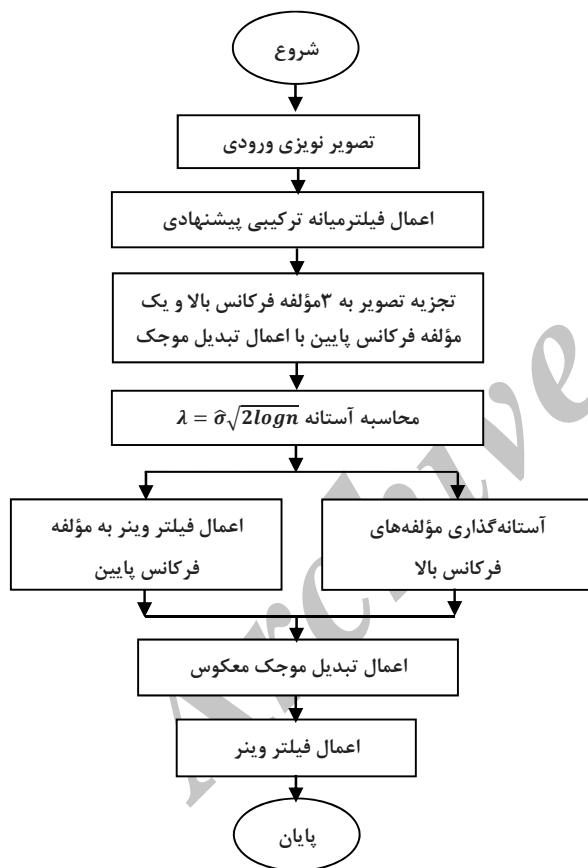 شروع
تصویر نویزی ورودی
اعمال فیلترمیانه ترکیبی پیشنهادی
تجزیه تصویر به ۳مؤلفه فرکانس بالا و یک
مؤلفه فرکانس پایین با اعمال تبدیل موجک
محاسبه آستانه λ = σ̂√2logn
آستانه‌گذاری مؤلفه‌های
فرکانس بالا
اعمال فیلتر وینر به مؤلفه
فرکانس پایین
اعمال تبدیل موجک معکوس
اعمال فیلتر وینر
پایان
Archive